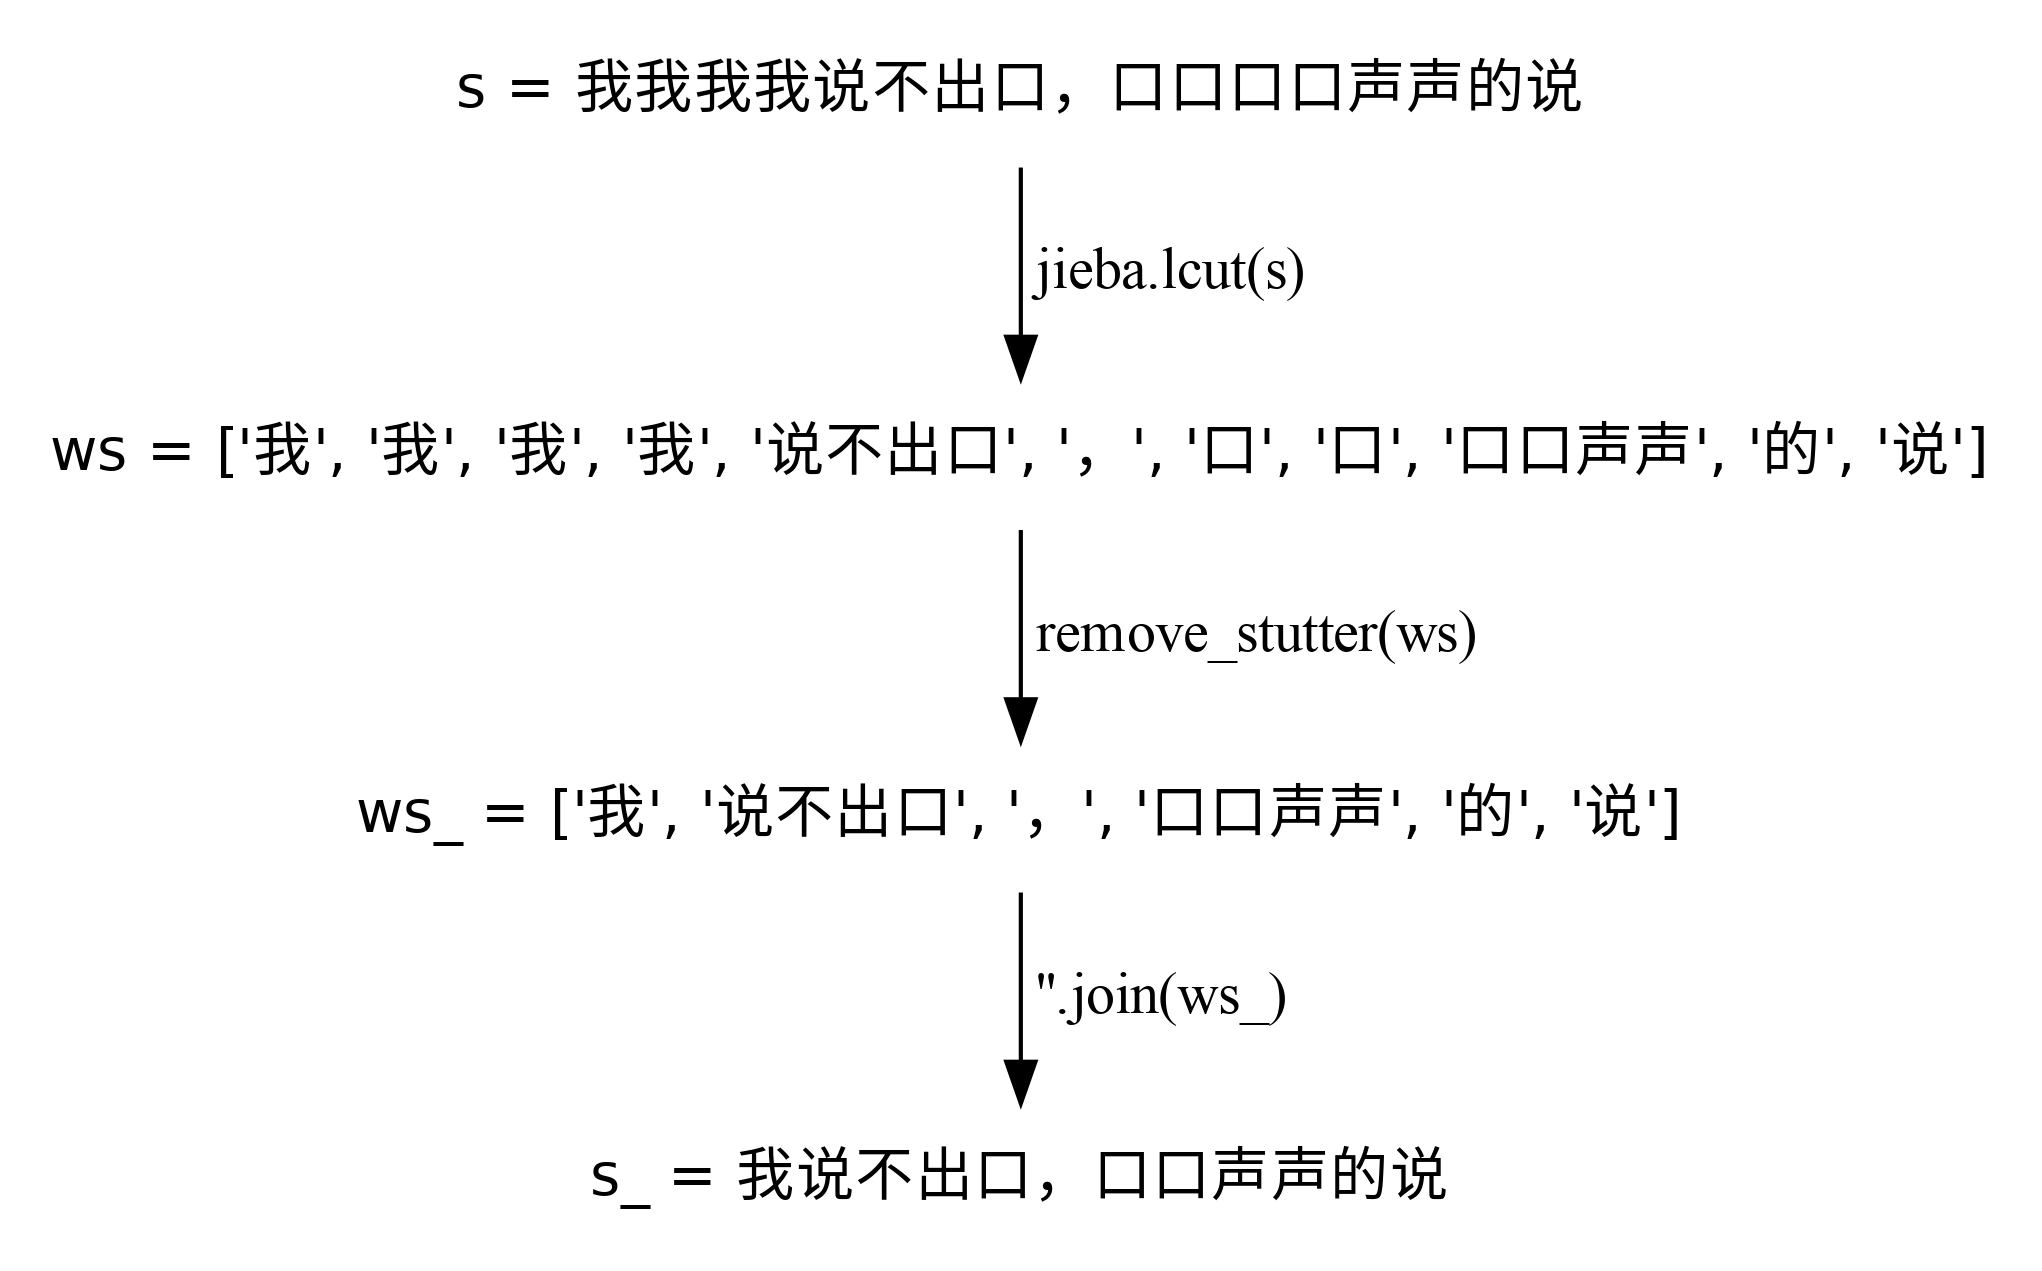 s = 我我我我说不出口，口口口口声声的说
jieba.lcut(s)
ws = ['我', '我', '我', '我', '说不出口', '，', '口', '口', '口口声声', '的', '说']
remove_stutter(ws)
ws_ = ['我', '说不出口', '，', '口口声声', '的', '说']
''.join(ws_)
s_ = 我说不出口，口口声声的说